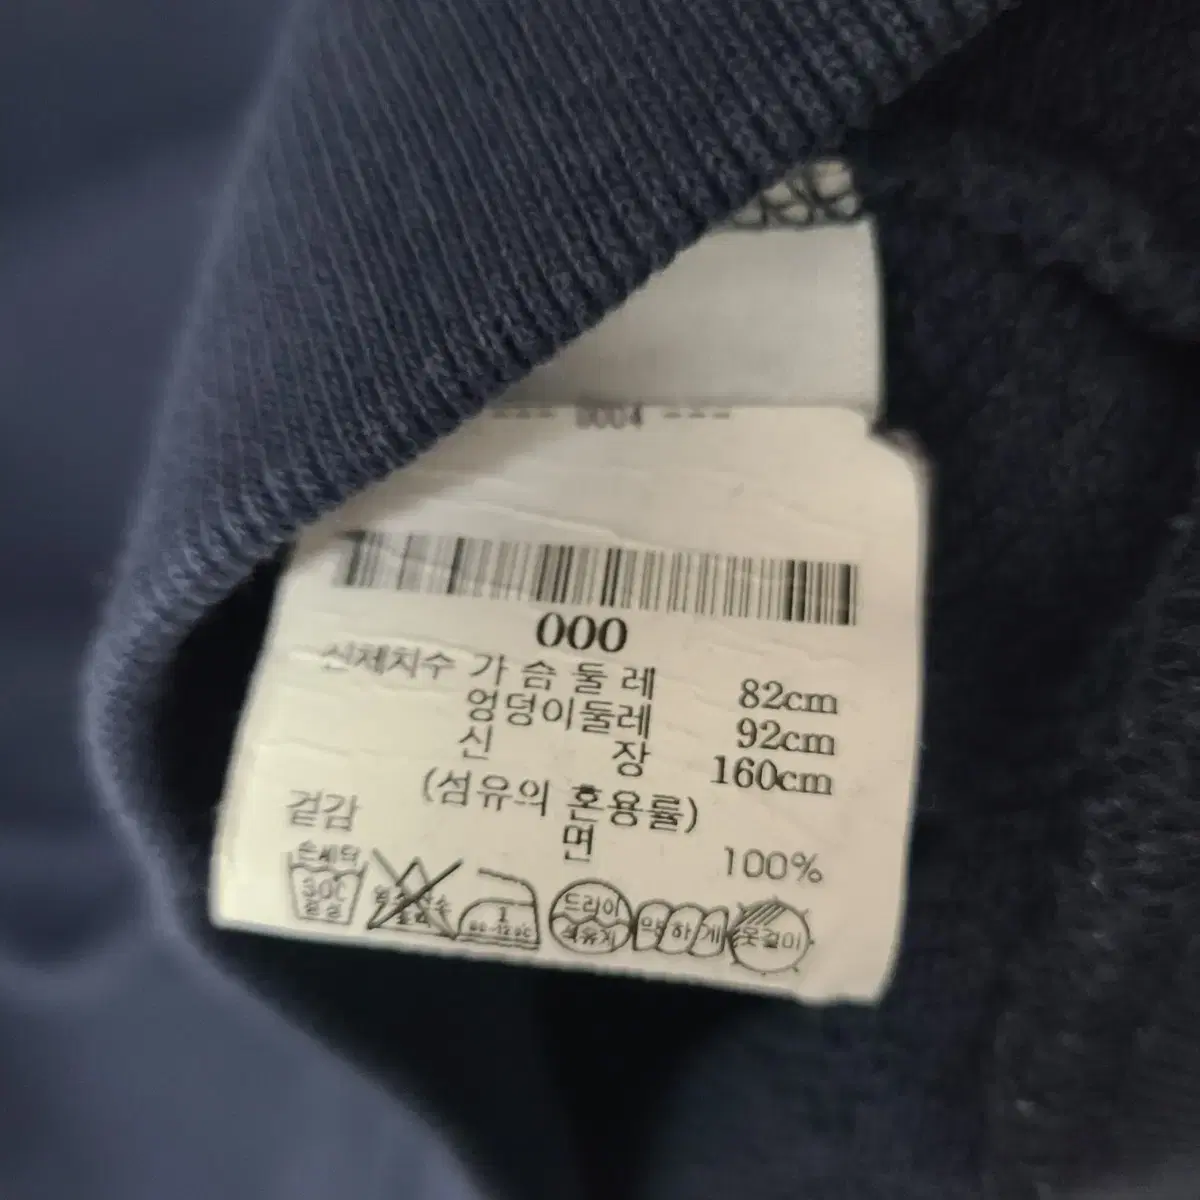 --- 0004 ---
000
신체치수 가슴둘레 82cm
엉덩이둘레 92cm
신장 160cm
(섬유의 혼용률)
겉감 면 100%
손세탁 드라이 약하게 옷걸이